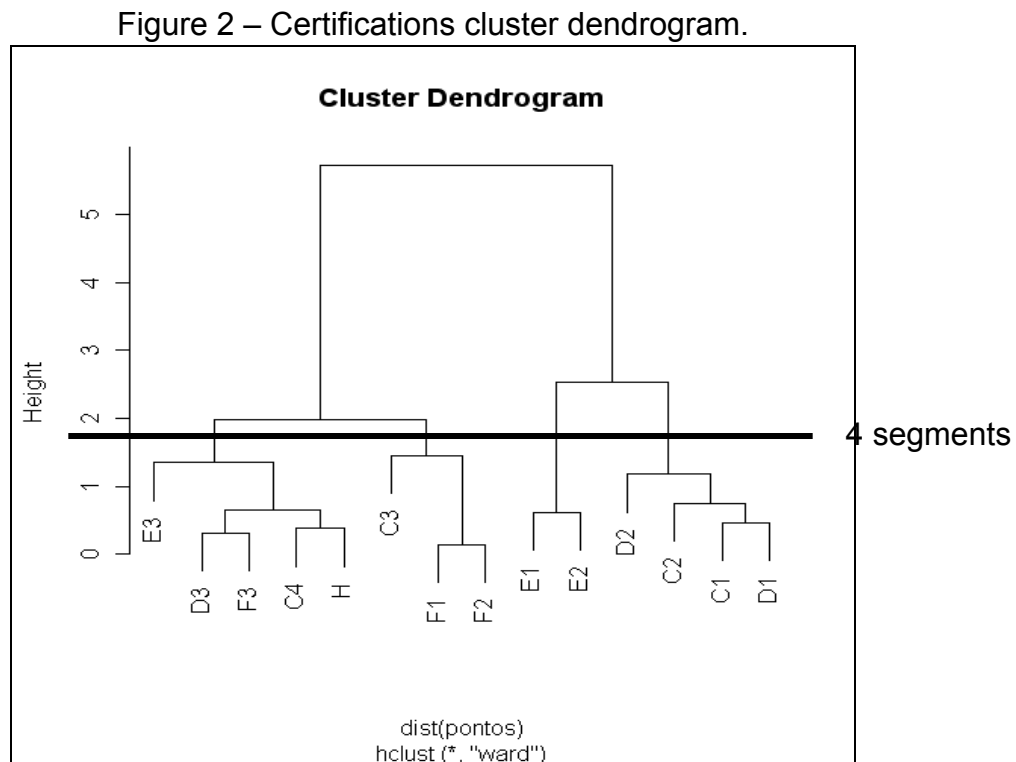 Figure 2 – Certifications cluster dendrogram.
Cluster Dendrogram
Height
5
4
3
2
1
0
4 segments
E3
D3
F3
C4
H
C3
F1
F2
E1
E2
D2
C2
C1
D1
dist(pontos)
hclust (*, "ward")